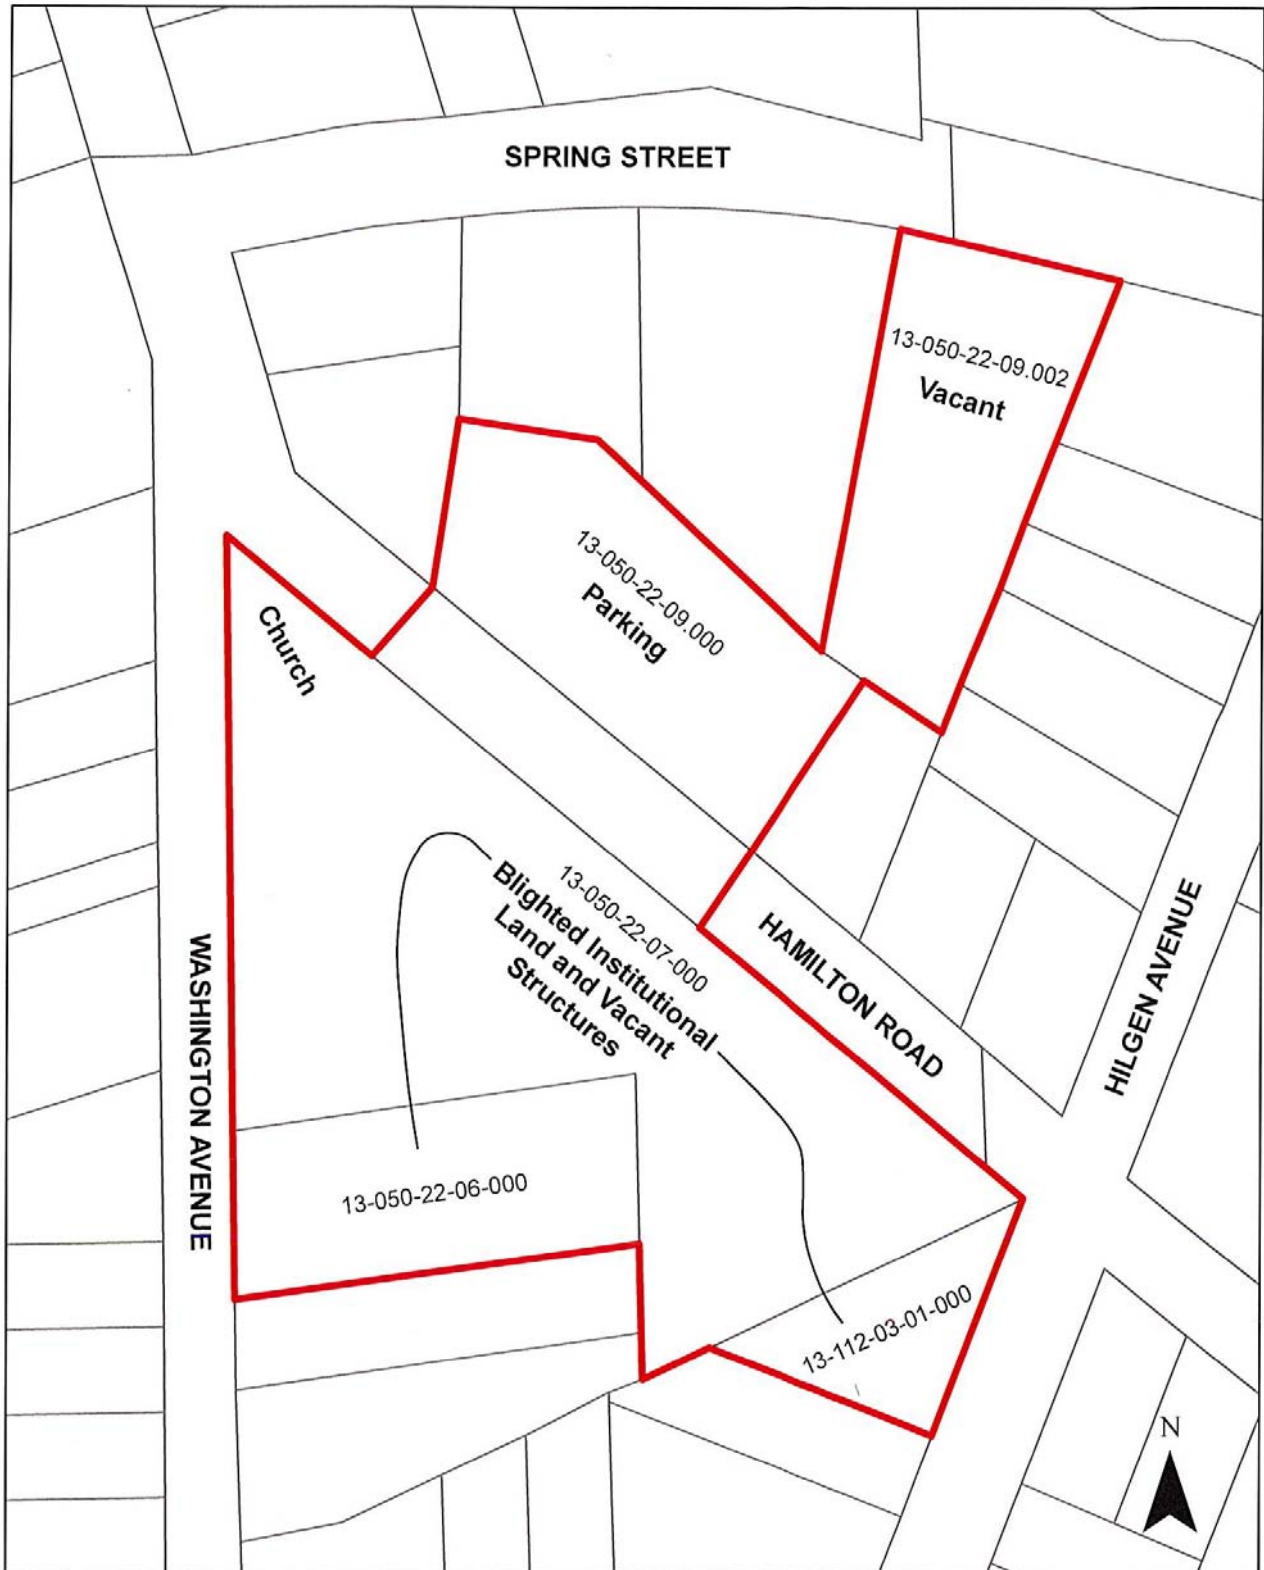 SPRING STREET
13-050-22-09.002
Vacant
13-050-22-09.000
Parking
Church
13-050-22-07-000
Blighted Institutional
Land and Vacant
Structures
HAMILTON ROAD
HILGEN AVENUE
WASHINGTON AVENUE
13-050-22-06-000
13-112-03-01-000
N